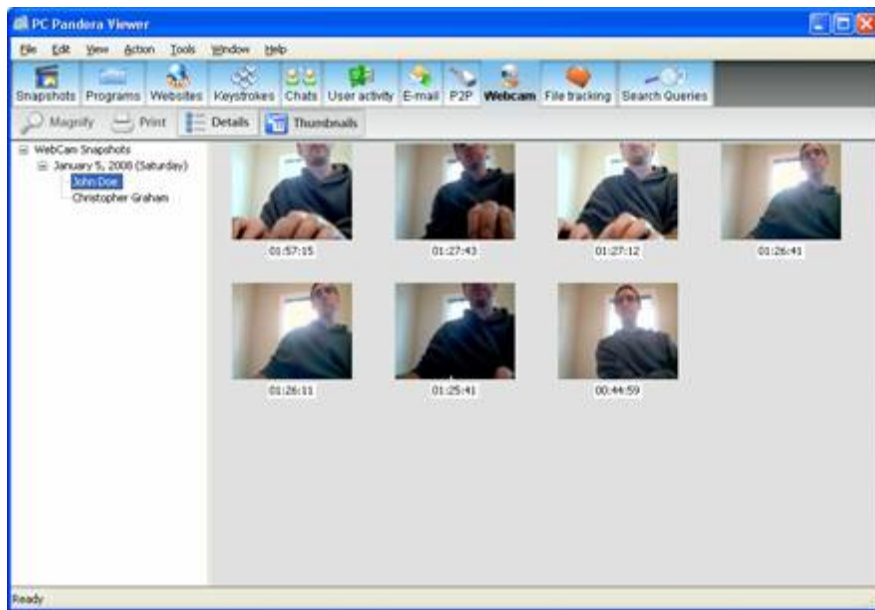 PC Pandora Viewer
File Edit View Action Tools Window Help
Snapshots Programs Websites Keystrokes Chats User activity E-mail P2P Webcam File tracking Search Queries
Magnify Print Details Thumbnails
WebCam Snapshots
January 5, 2008 (Saturday)
John Doe
Christopher Graham
01:57:15 01:27:43 01:27:12 01:26:41
01:26:11 01:25:41 00:44:59
Ready